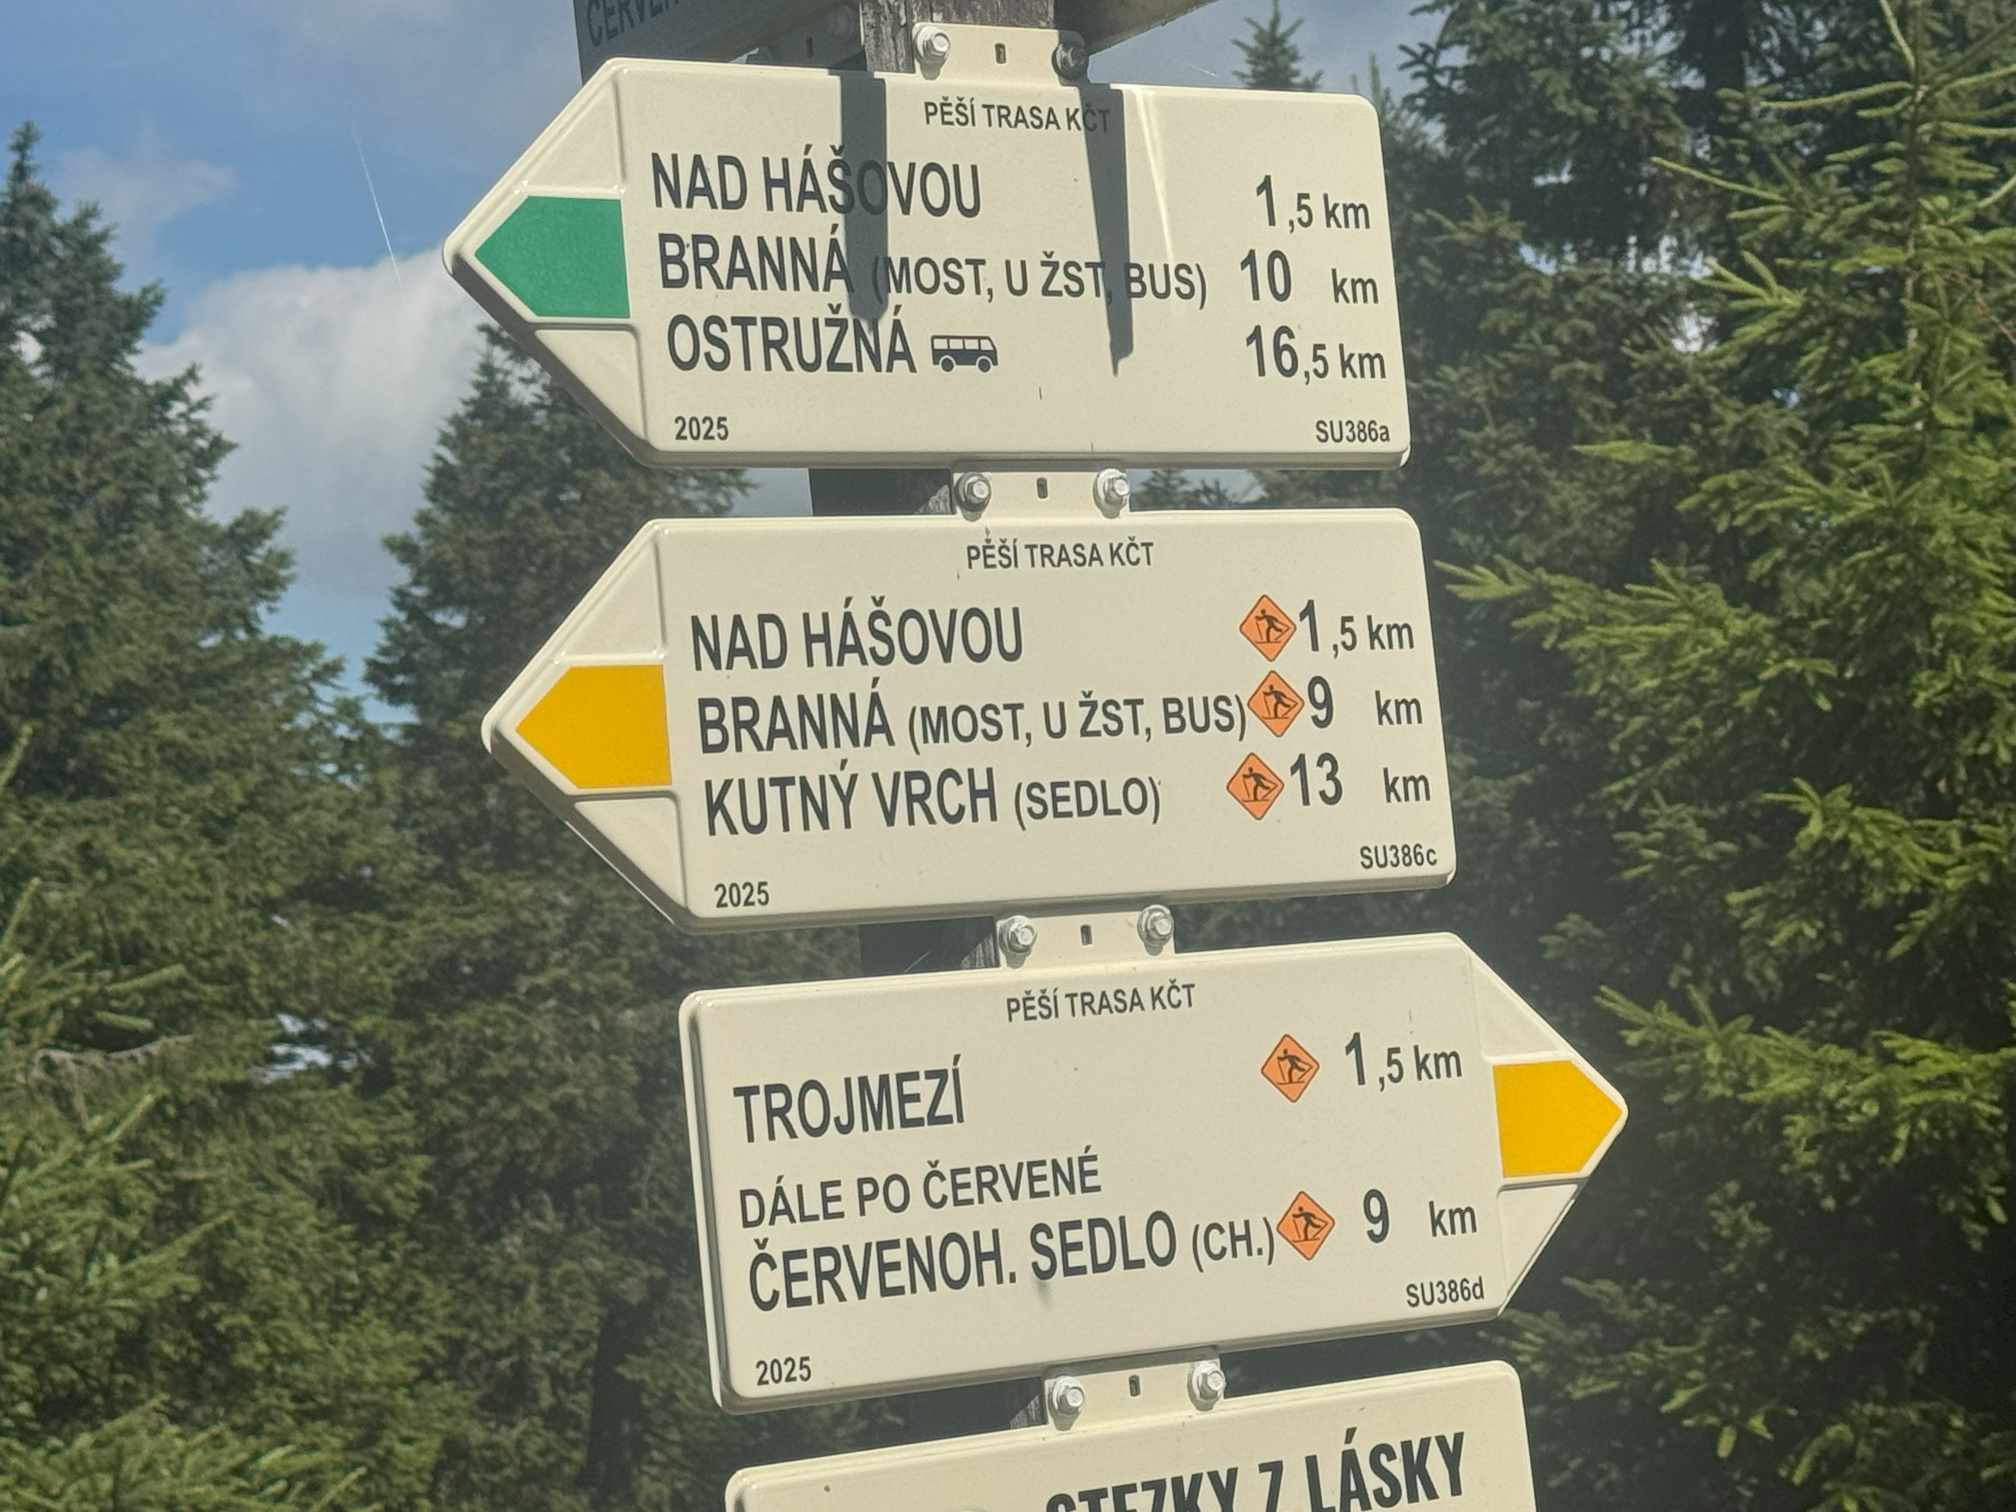 PĚŠÍ TRASA KČT
NAD HÁŠOVOU 1,5 km
BRANNÁ (MOST, U ŽST, BUS) 10 km
OSTRUŽNÁ 16,5 km
2025 SU386a
PĚŠÍ TRASA KČT
NAD HÁŠOVOU 1,5 km
BRANNÁ (MOST, U ŽST, BUS) 9 km
KUTNÝ VRCH (SEDLO) 13 km
SU386c
2025
PĚŠÍ TRASA KČT
TROJMEZÍ 1,5 km
DÁLE PO ČERVENÉ
ČERVENOH. SEDLO (CH.) 9 km
SU386d
2025
STEZKY Z LÁSKY